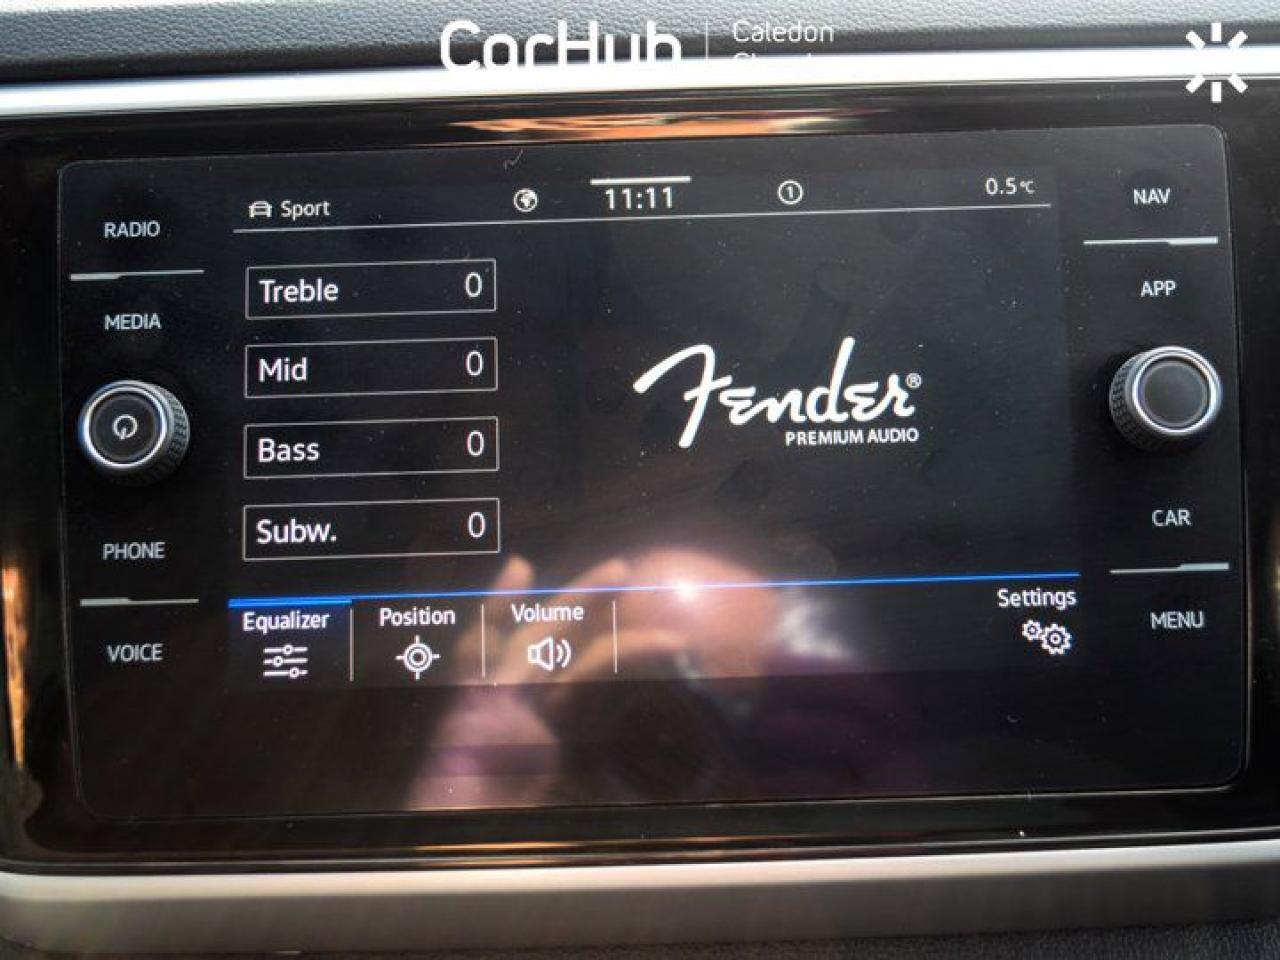 CarHub
Caledon
RADIO
MEDIA
PHONE
VOICE
Sport
11:11
1
0.5°C
Treble 0
Mid 0
Bass 0
Subw. 0
Fender®
PREMIUM AUDIO
Equalizer
Position
Volume
Settings
NAV
APP
CAR
MENU